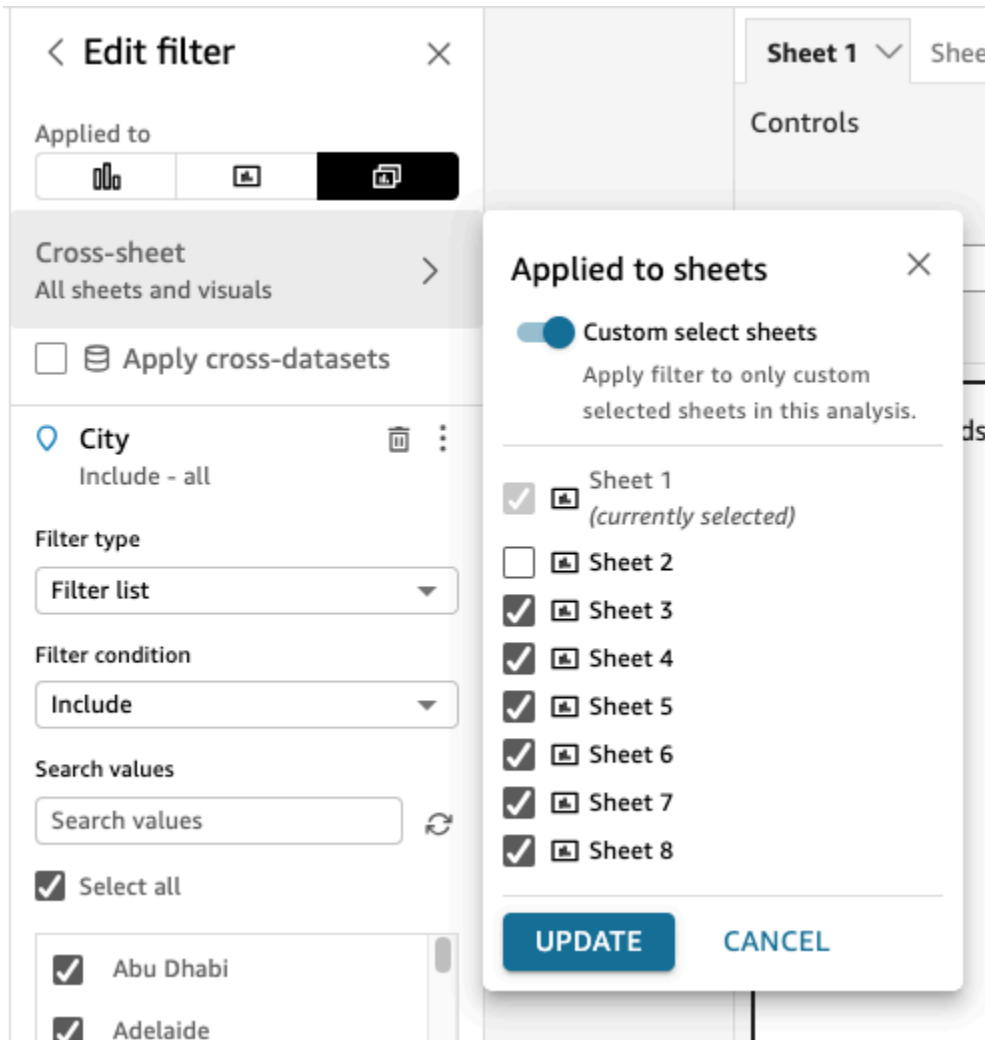 Edit filter
Applied to
Cross-sheet
All sheets and visuals
Apply cross-datasets
City
Include - all
Filter type
Filter list
Filter condition
Include
Search values
Search values
Select all
Abu Dhabi
Adelaide
Sheet 1
Controls
Applied to sheets
Custom select sheets
Apply filter to only custom
selected sheets in this analysis.
Sheet 1
(currently selected)
Sheet 2
Sheet 3
Sheet 4
Sheet 5
Sheet 6
Sheet 7
Sheet 8
UPDATE CANCEL